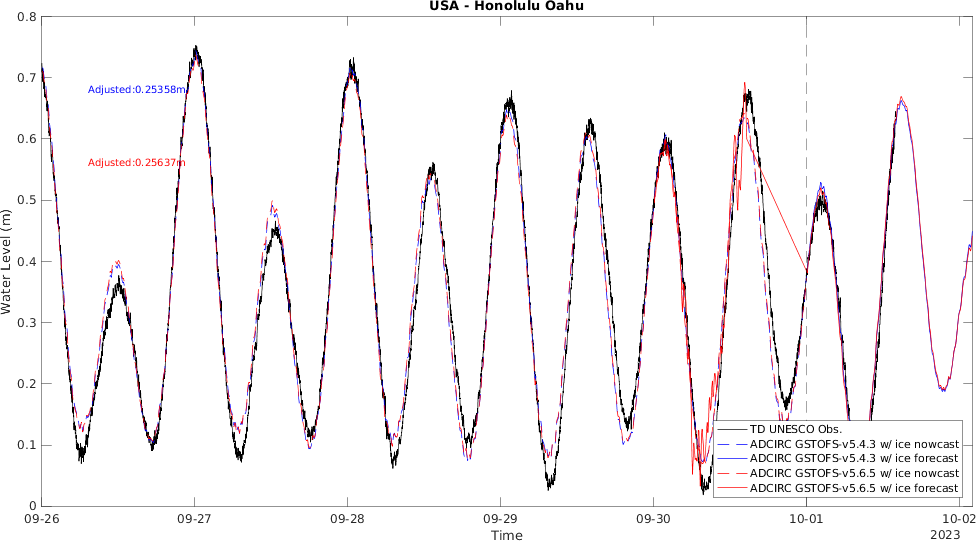 USA - Honolulu Oahu
0.8
0.7
0.6
0.5
0.4
0.3
0.2
0.1
0
Water Level (m)
Adjusted:0.25358m
Adjusted:0.25637m
TD UNESCO Obs.
ADCIRC GSTOFS-v5.4.3 w/ ice nowcast
ADCIRC GSTOFS-v5.4.3 w/ ice forecast
ADCIRC GSTOFS-v5.6.5 w/ ice nowcast
ADCIRC GSTOFS-v5.6.5 w/ ice forecast
09-26 09-27 09-28 09-29 09-30 10-01 10-02
Time 2023